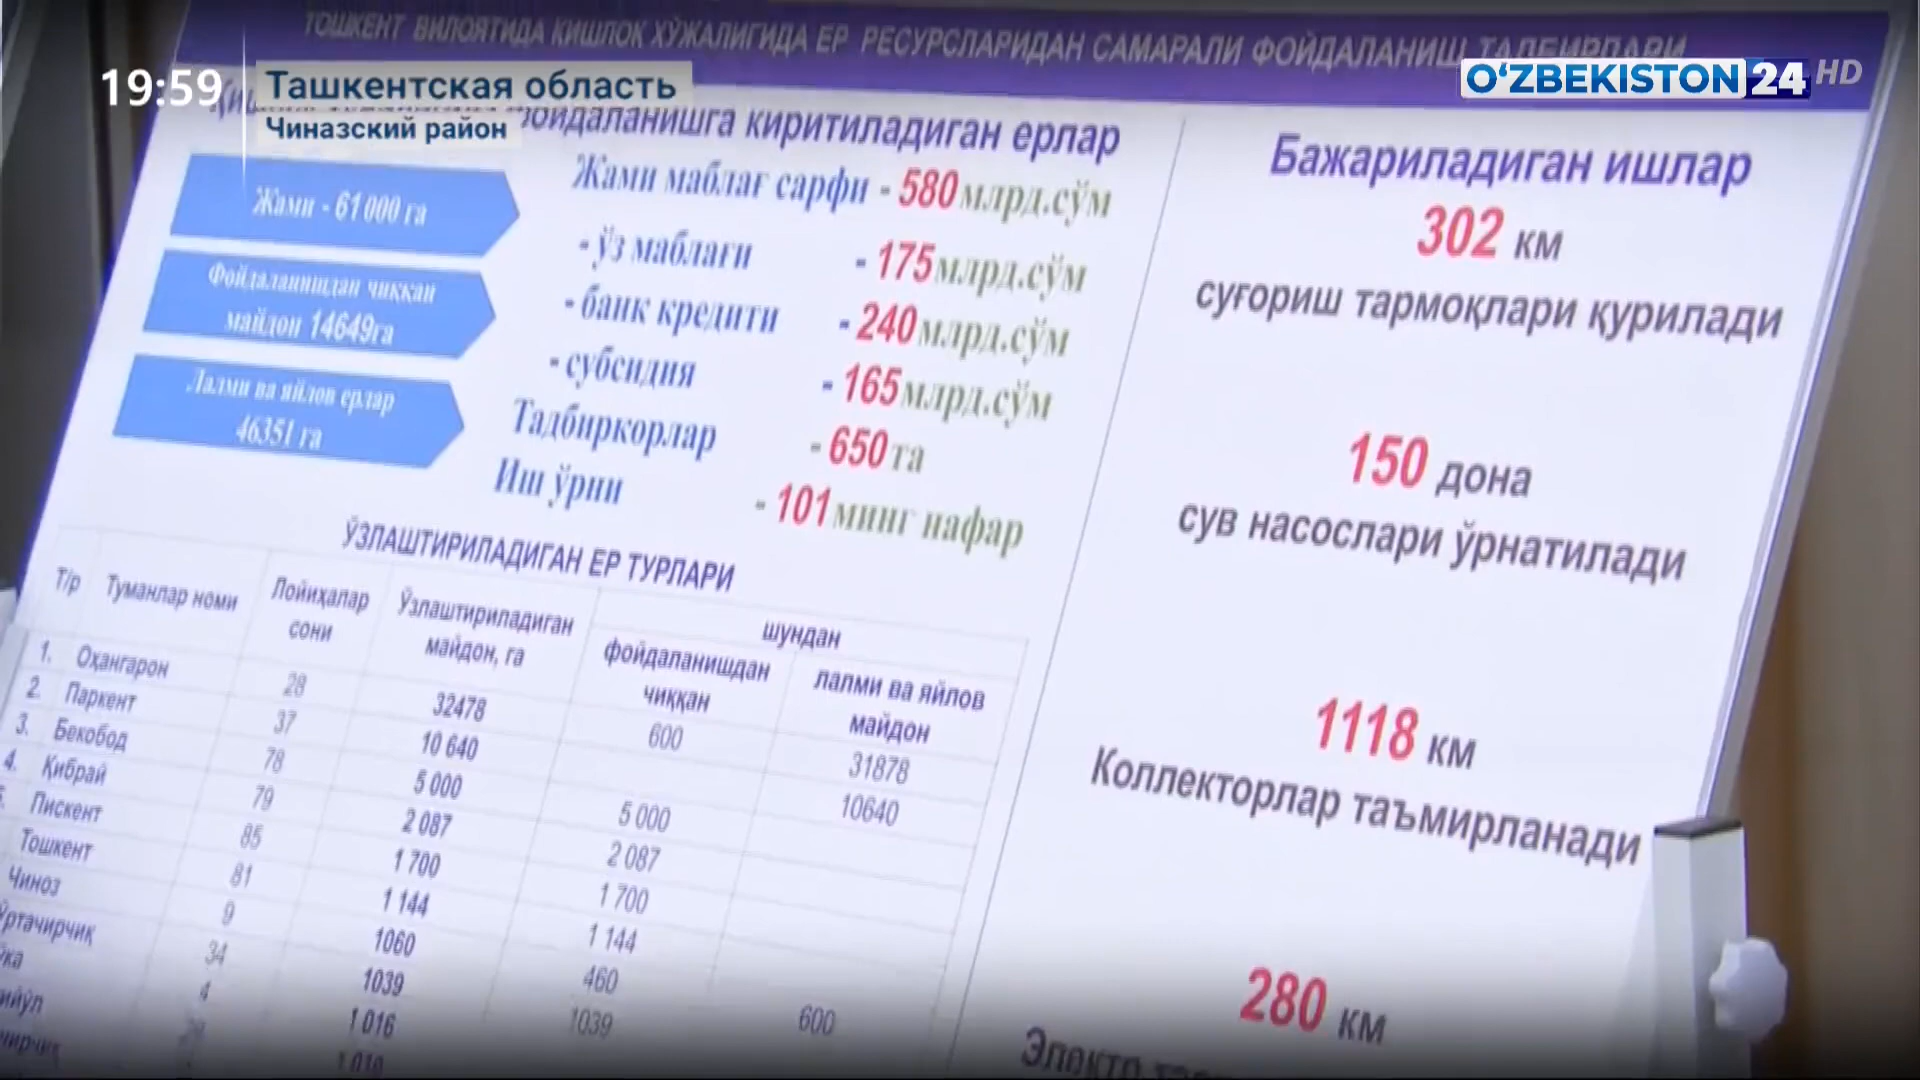 ТОШКЕНТ ВИЛОЯТИДА ҚИШЛОҚ ХЎЖАЛИГИДА ЕР РЕСУРСЛАРИДАН САМАРАЛИ ФОЙДАЛАНИШ ТАДБИРЛАРИ
19:59
Ташкентская область
Чиназский район
O‘ZBEKISTON 24 HD
фойдаланишга киритиладиган ерлар
Жами - 61 000 га
Фойдаланишдан чиққан
майдон 14649га
Лалми ва яйлов ерлар
46351 га
Жами маблағ сарфи - 580 млрд.сўм
- ўз маблағи - 175 млрд.сўм
- банк кредити - 240 млрд.сўм
- субсидия - 165 млрд.сўм
Тадбиркорлар - 650 та
Иш ўрни - 101 минг нафар
ЎЗЛАШТИРИЛАДИГАН ЕР ТУРЛАРИ
Т/р Туманлар номи Лойиҳалар сони Ўзлаштириладиган майдон, га шундан
фойдаланишдан чиққан лалми ва яйлов майдон
1. Оҳангарон 28 32478 600 31878
2. Паркент 37 10 640 10640
3. Бекобод 78 5 000 5 000
4. Қибрай 79 2 087 2 087
Пискент 85 1 700 1 700
Тошкент 81 1 144 1 144
Чиноз 9 1060 460 600
Ўртачирчиқ 34 1039 1039
4 1 016
1 010
Бажариладиган ишлар
302 км
суғориш тармоқлари қурилади
150 дона
сув насослари ўрнатилади
1118 км
Коллекторлар таъмирланади
280 км